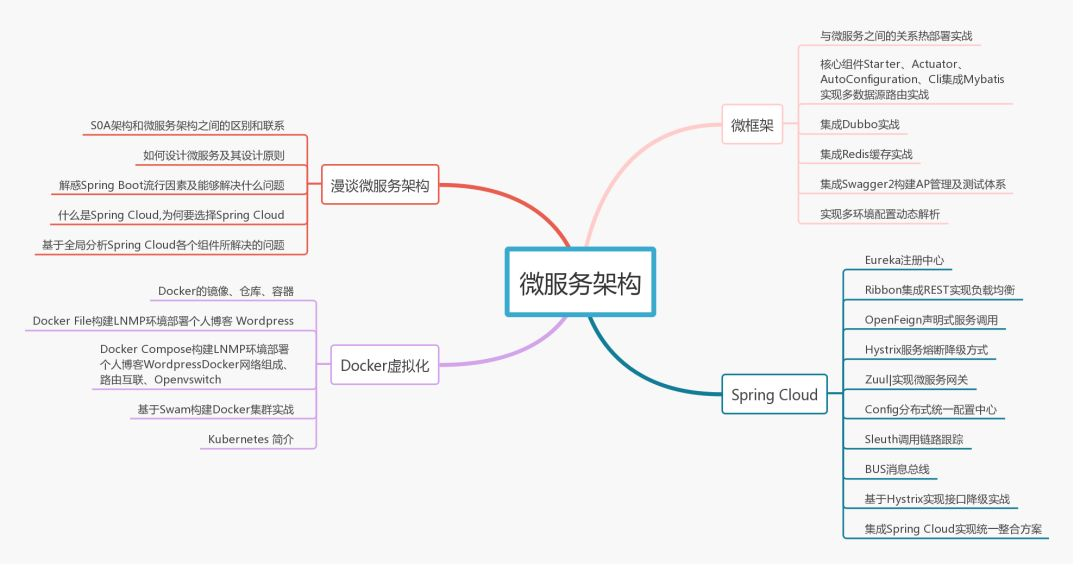 微服务架构
漫谈微服务架构
S0A架构和微服务架构之间的区别和联系
如何设计微服务及其设计原则
解惑Spring Boot流行因素及能够解决什么问题
什么是Spring Cloud,为何要选择Spring Cloud
基于全局分析Spring Cloud各个组件所解决的问题
Docker虚拟化
Docker的镜像、仓库、容器
Docker File构建LNMP环境部署个人博客 Wordpress
Docker Compose构建LNMP环境部署
个人博客WordpressDocker网络组成、
路由互联、Openvswitch
基于Swam构建Docker集群实战
Kubernetes 简介
微框架
与微服务之间的关系热部署实战
核心组件Starter、Actuator、
AutoConfiguration、Cli集成Mybatis
实现多数据源路由实战
集成Dubbo实战
集成Redis缓存实战
集成Swagger2构建AP管理及测试体系
实现多环境配置动态解析
Spring Cloud
Eureka注册中心
Ribbon集成REST实现负载均衡
OpenFeign声明式服务调用
Hystrix服务熔断降级方式
Zuul|实现微服务网关
Config分布式统一配置中心
Sleuth调用链路跟踪
BUS消息总线
基于Hystrix实现接口降级实战
集成Spring Cloud实现统一整合方案